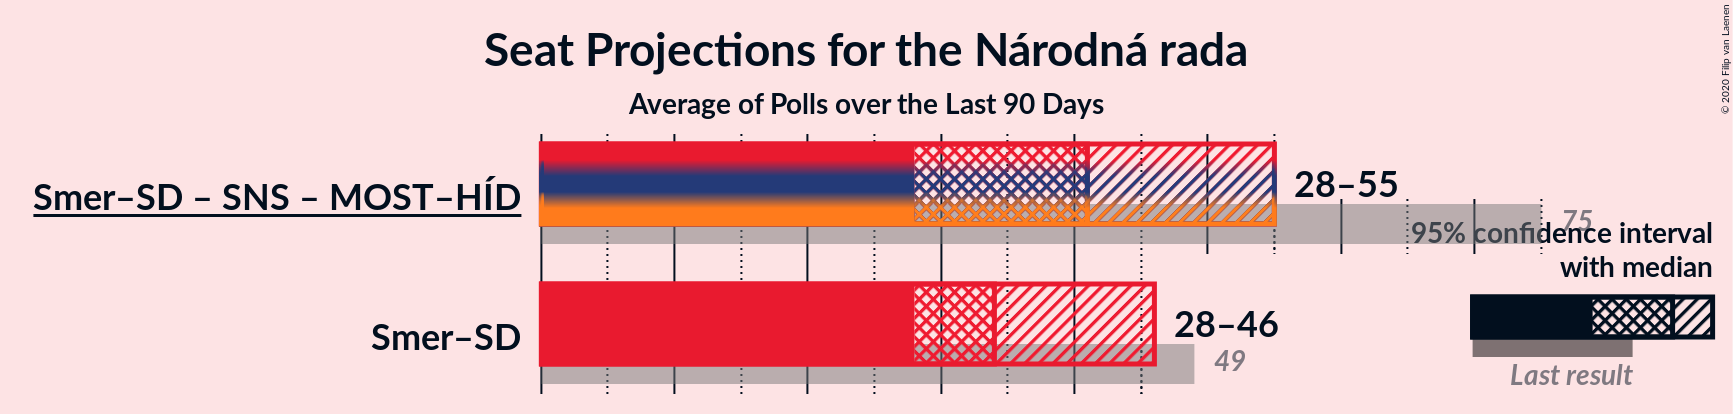 Seat Projections for the Národná rada
Average of Polls over the Last 90 Days
© 2020 Filip van Laenen
Smer–SD – SNS – MOST–HÍD
28–55
75
95% confidence interval
with median
Smer–SD
28–46
49
Last result